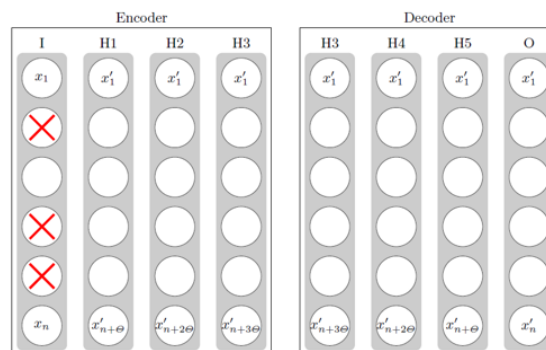 Encoder Decoder
I H1 H2 H3 H3 H4 H5 O
x₁ x′₁ x′₁ x′₁ x′₁ x′₁ x′₁ x′₁
xₙ x′ₙ₊Θ x′ₙ₊₂Θ x′ₙ₊₃Θ x′ₙ₊₃Θ x′ₙ₊₂Θ x′ₙ₊Θ x′ₙ